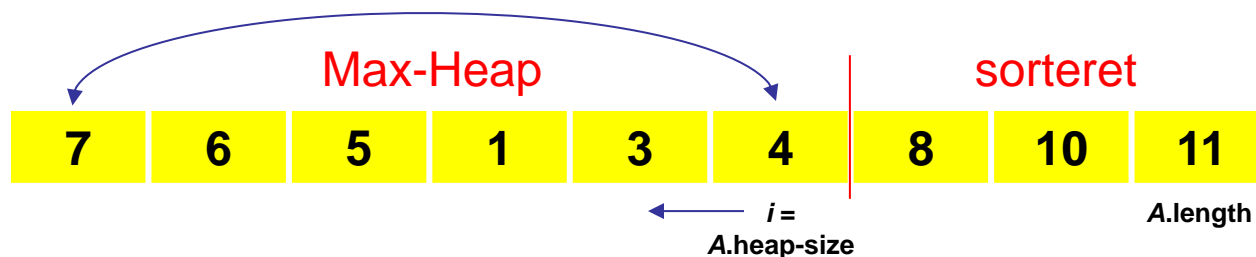 Max-Heap sorteret
7 6 5 1 3 4 8 10 11
i = A.length
A.heap-size